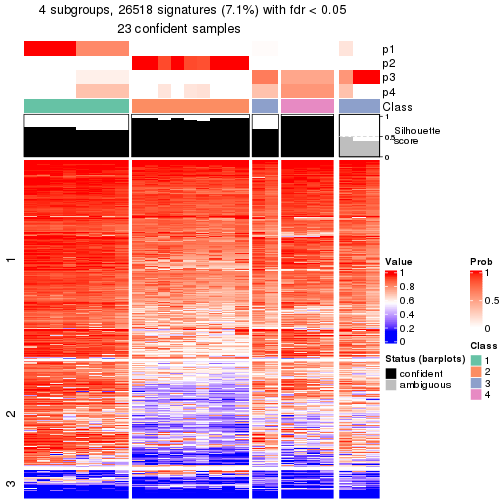 4 subgroups, 26518 signatures (7.1%) with fdr < 0.05
23 confident samples
p1
p2
p3
p4
Class
1
0.5
0
Silhouette
score
1
2
3
Value
1
0.8
0.6
0.4
0.2
0
Prob
1
0.5
0
Status (barplots)
confident
ambiguous
Class
1
2
3
4